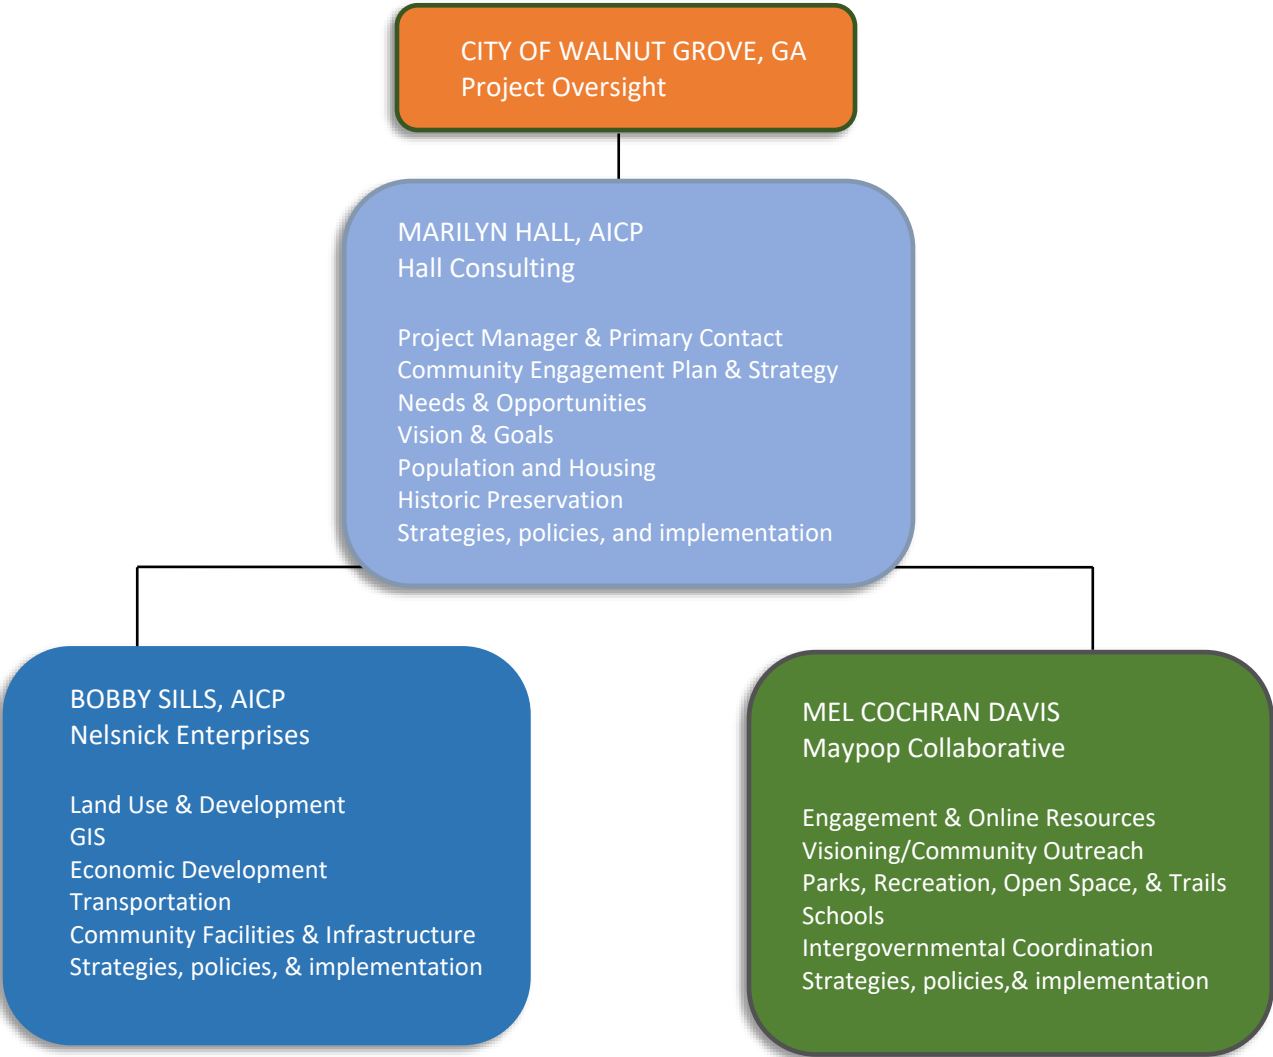 CITY OF WALNUT GROVE, GA
Project Oversight
MARILYN HALL, AICP
Hall Consulting
Project Manager & Primary Contact
Community Engagement Plan & Strategy
Needs & Opportunities
Vision & Goals
Population and Housing
Historic Preservation
Strategies, policies, and implementation
BOBBY SILLS, AICP
Nelsnick Enterprises
Land Use & Development
GIS
Economic Development
Transportation
Community Facilities & Infrastructure
Strategies, policies, & implementation
MEL COCHRAN DAVIS
Maypop Collaborative
Engagement & Online Resources
Visioning/Community Outreach
Parks, Recreation, Open Space, & Trails
Schools
Intergovernmental Coordination
Strategies, policies,& implementation